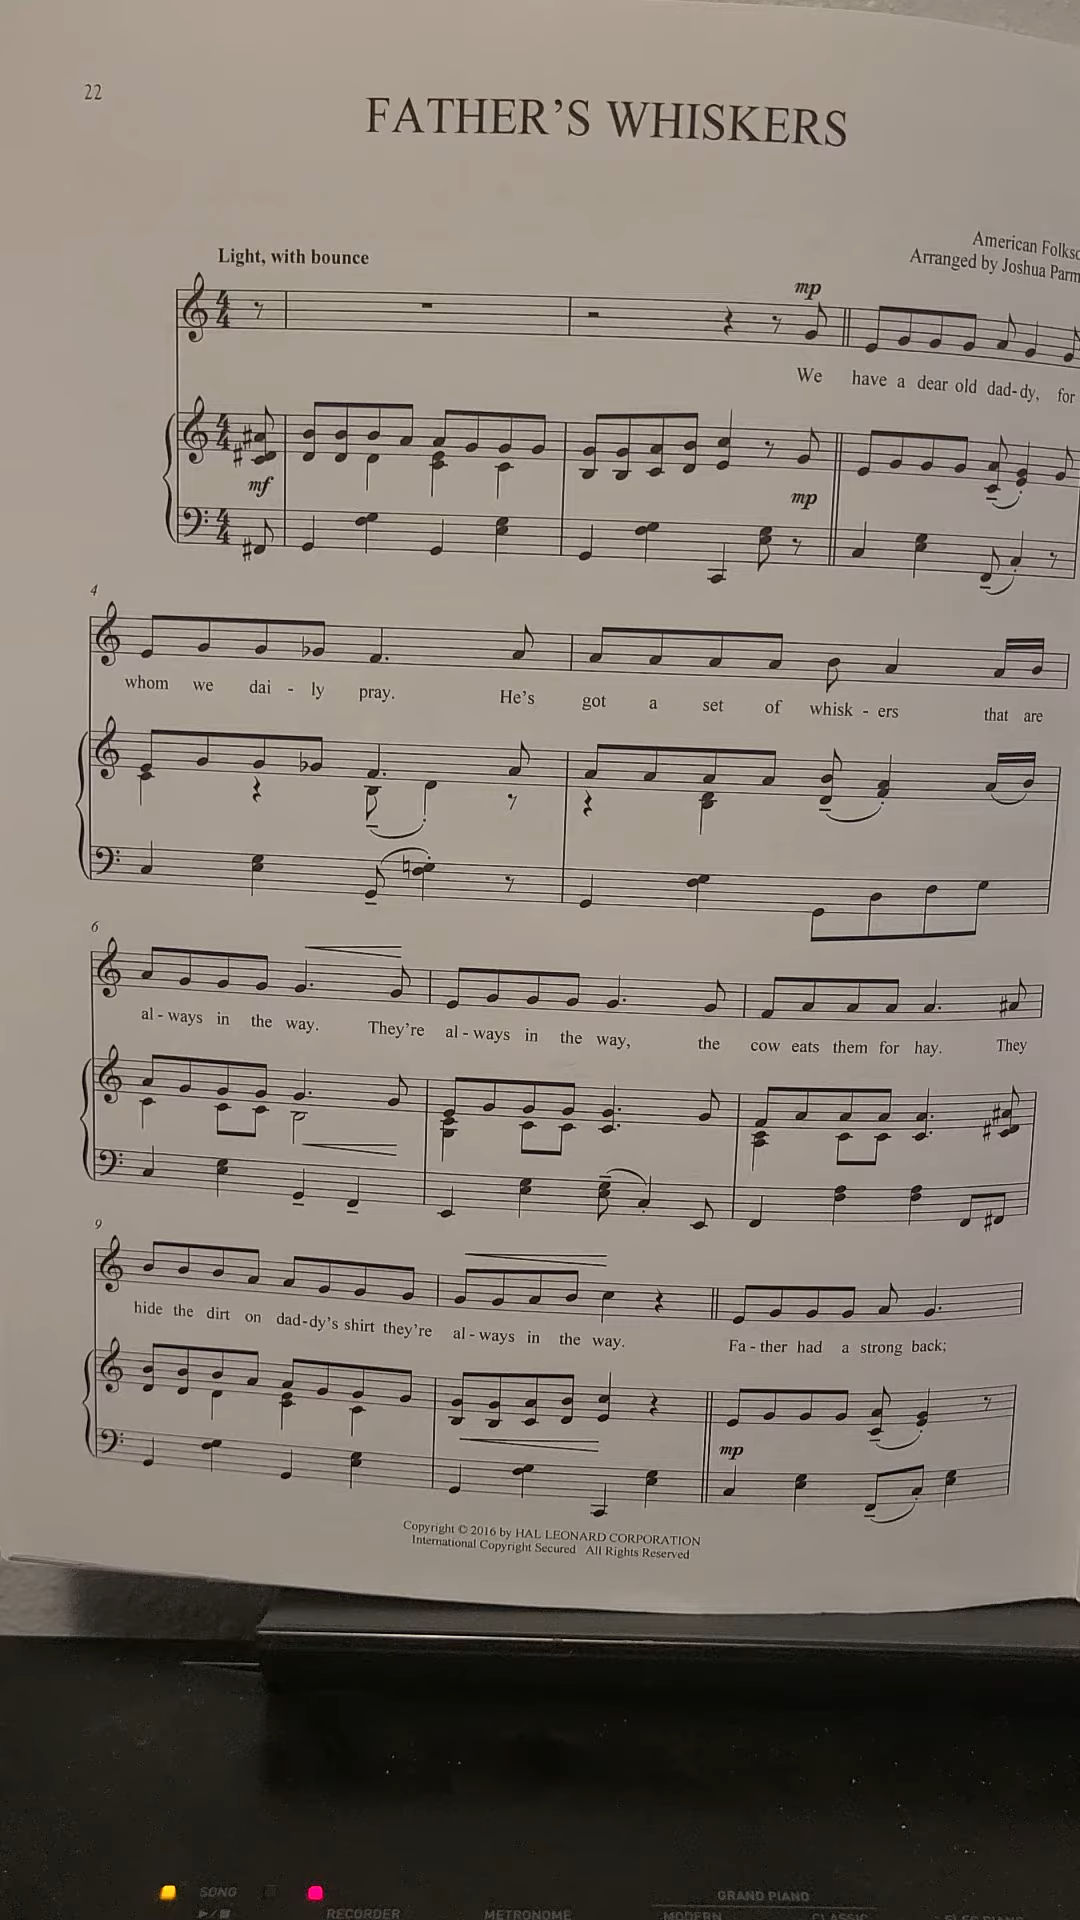 22
FATHER'S WHISKERS
American Folkso
Arranged by Joshua Parm
Light, with bounce
mp
We have a dear old dad-dy, for
mf
mp
4
whom we dai - ly pray. He's got a set of whisk - ers that are
6
al - ways in the way. They're al - ways in the way, the cow eats them for hay. They
9
hide the dirt on dad-dy's shirt they're al - ways in the way. Fa - ther had a strong back;
mp
Copyright © 2016 by HAL LEONARD CORPORATION
International Copyright Secured All Rights Reserved
SONG
GRAND PIANO
RECORDER METRONOME MODERN CLASSIC